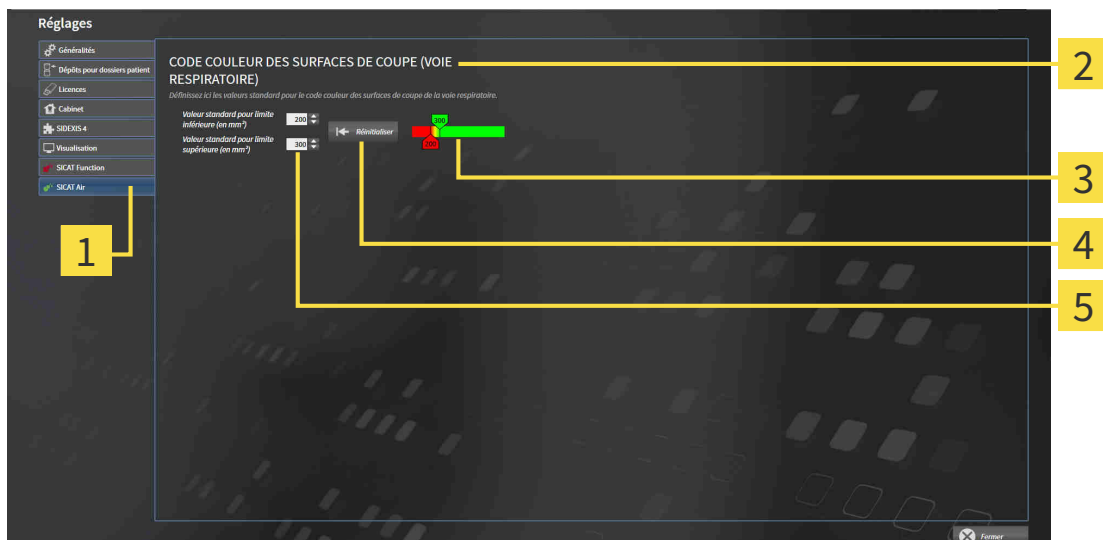 Réglages
Généralités
Dépôts pour dossiers patient
Licences
Cabinet
SIDEXIS 4
Visualisation
SICAT Function
SICAT Air
CODE COULEUR DES SURFACES DE COUPE (VOIE
RESPIRATOIRE)
Définissez ici les valeurs standard pour le code couleur des surfaces de coupe de la voie respiratoire.
Valeur standard pour limite
inférieure (en mm²)
200
Valeur standard pour limite
supérieure (en mm²)
300
Réinitialiser
300
200
1
2
3
4
5
Fermer